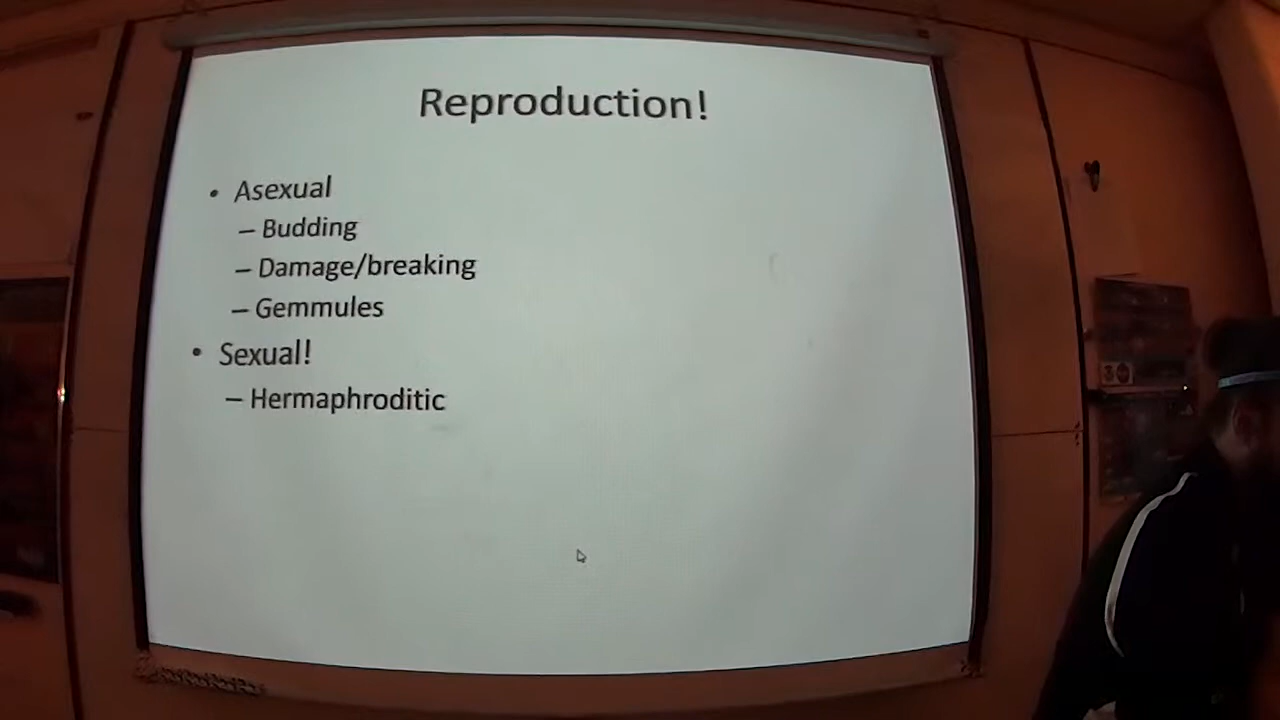 Reproduction!
• Asexual
– Budding
– Damage/breaking
– Gemmules
• Sexual!
– Hermaphroditic